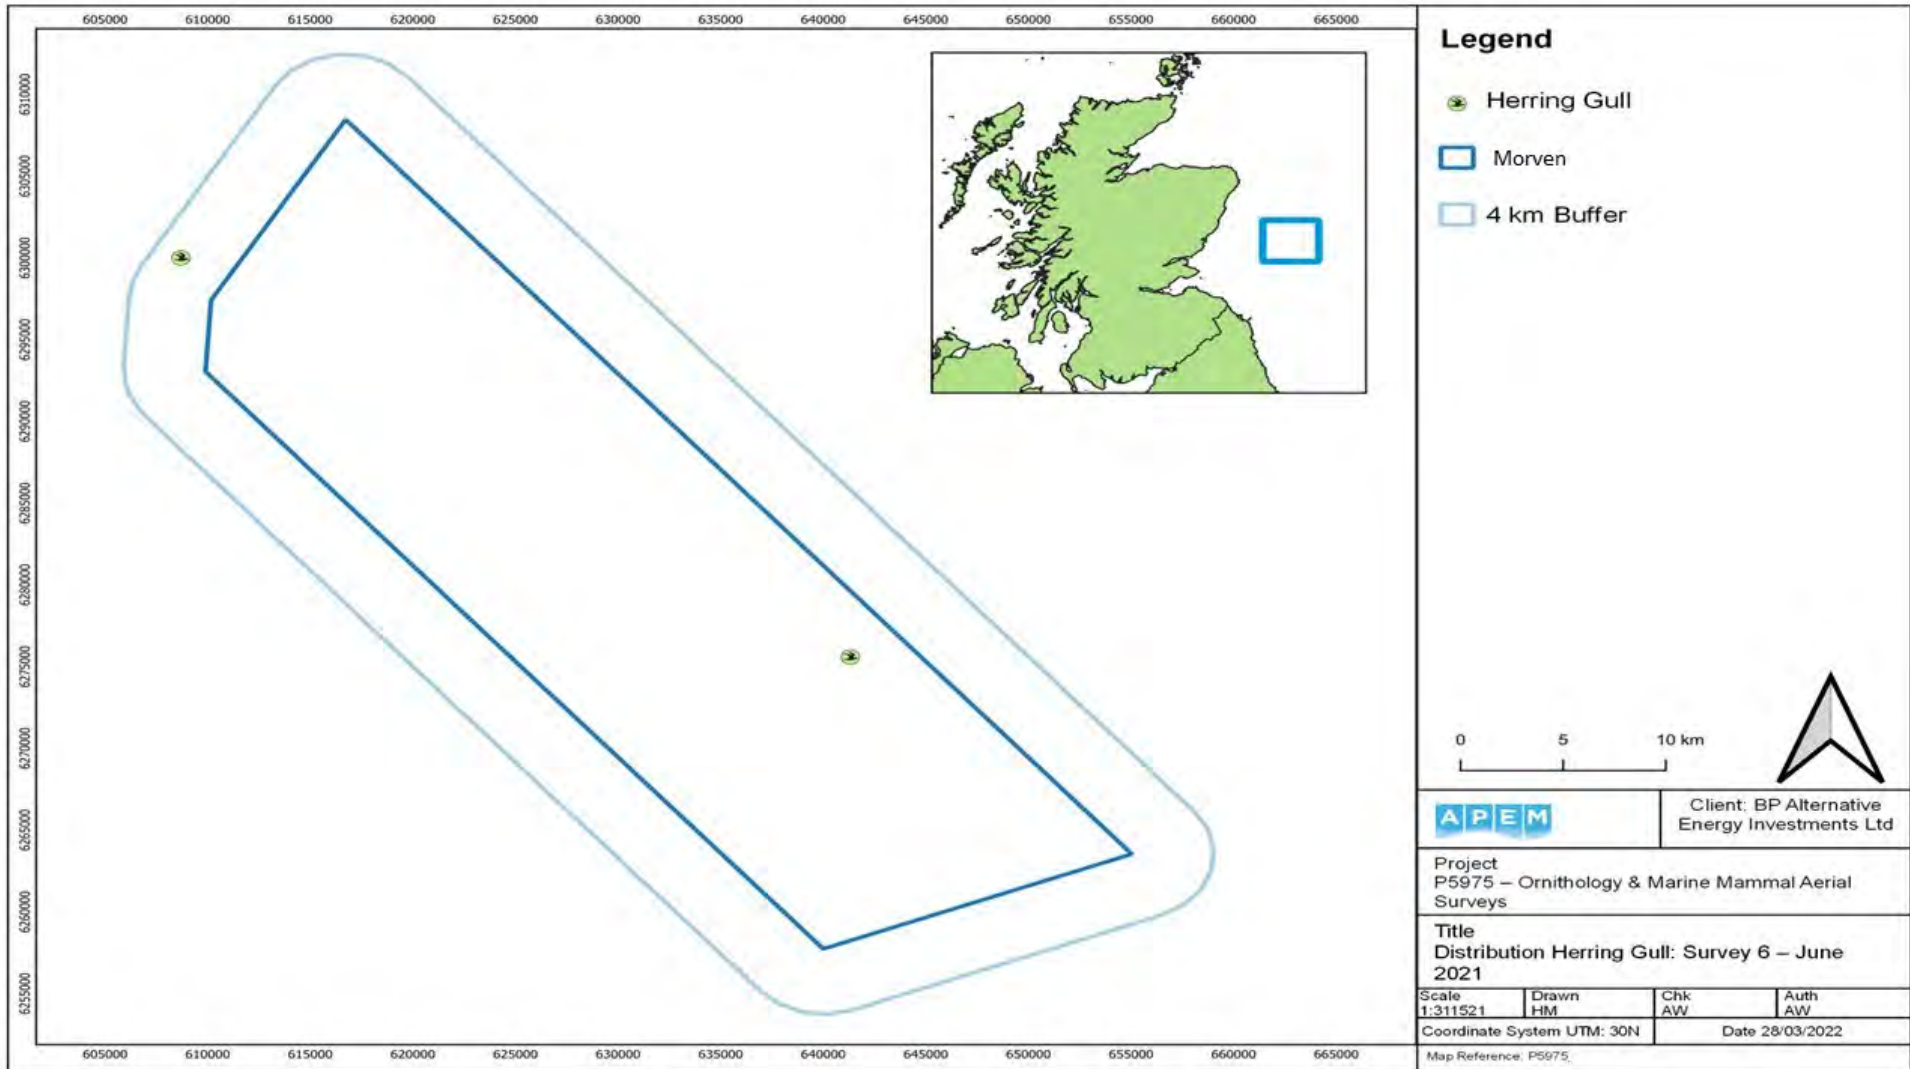 605000 610000 615000 620000 625000 630000 635000 640000 645000 650000 655000 660000 665000
6310000
6305000
6300000
6295000
6290000
6285000
6280000
6275000
6270000
6265000
6260000
6255000
605000 610000 615000 620000 625000 630000 635000 640000 645000 650000 655000 660000 665000
Legend
Herring Gull
Morven
4 km Buffer
0 5 10 km
APEM
Client: BP Alternative
Energy Investments Ltd
Project
P5975 – Ornithology & Marine Mammal Aerial
Surveys
Title
Distribution Herring Gull: Survey 6 – June
2021
Scale Drawn Chk Auth
1:311521 HM AW AW
Coordinate System UTM: 30N Date 28/03/2022
Map Reference: P5975